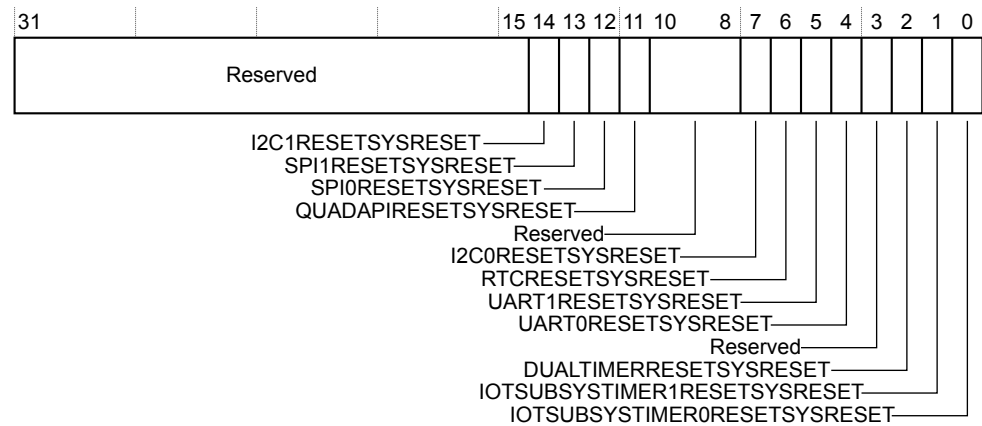 31 15 14 13 12 11 10 8 7 6 5 4 3 2 1 0
Reserved
I2C1RESETSYSRESET
SPI1RESETSYSRESET
SPI0RESETSYSRESET
QUADAPIRESETSYSRESET
Reserved
I2C0RESETSYSRESET
RTCRESETSYSRESET
UART1RESETSYSRESET
UART0RESETSYSRESET
Reserved
DUALTIMERRESETSYSRESET
IOTSUBSYSTIMER1RESETSYSRESET
IOTSUBSYSTIMER0RESETSYSRESET